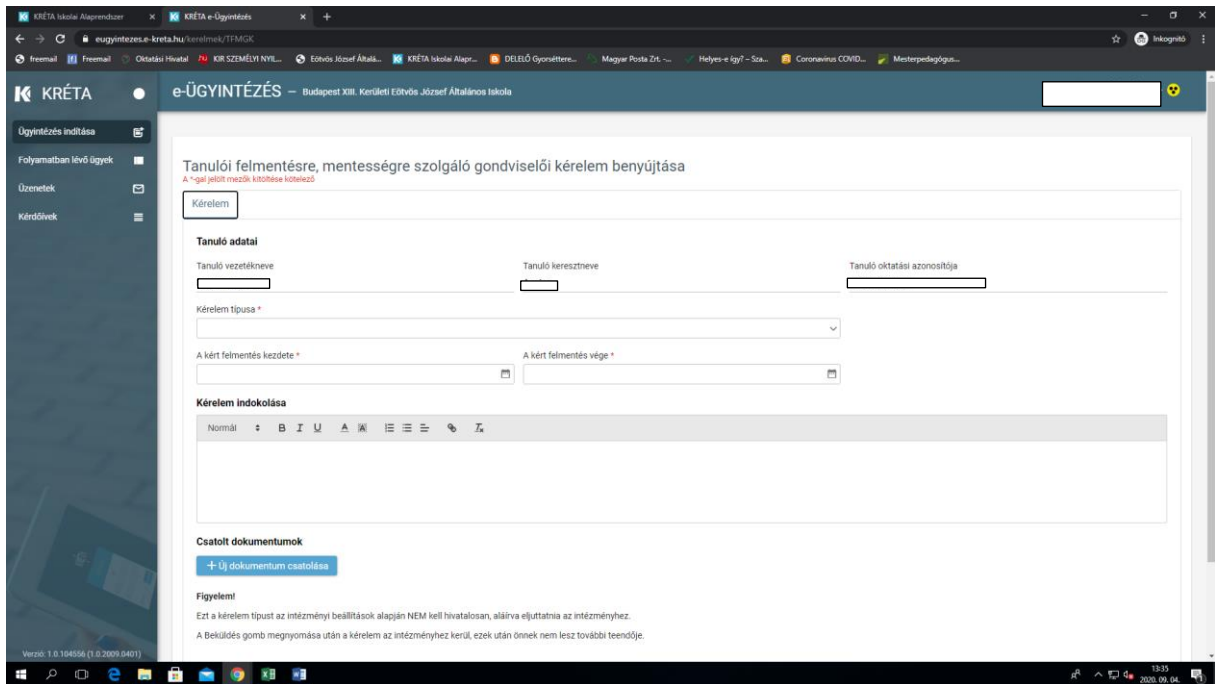 KRÉTA Iskolai Alaprendszer
KRÉTA e-Ügyintézés
eugyintezes.e-kreta.hu/kerelmek/TFMGK
Inkognitó
freemail
Freemail
Oktatási Hivatal
KIR SZEMÉLYI NYIL...
Eötvös József Általá...
KRÉTA Iskolai Alapr...
DELELŐ Gyorséttere...
Magyar Posta Zrt. -...
Helyes-e így? – Sza...
Coronavirus COVID...
Mesterpedagógus...
KRÉTA
e-ÜGYINTÉZÉS – Budapest XIII. Kerületi Eötvös József Általános Iskola
Ügyintézés indítása
Folyamatban lévő ügyek
Üzenetek
Kérdőívek
Tanulói felmentésre, mentességre szolgáló gondviselői kérelem benyújtása
A *-gal jelölt mezők kitöltése kötelező
Kérelem
Tanuló adatai
Tanuló vezetékneve
Tanuló keresztneve
Tanuló oktatási azonosítója
Kérelem típusa *
A kért felmentés kezdete *
A kért felmentés vége *
Kérelem indokolása
Normál
Csatolt dokumentumok
+ Új dokumentum csatolása
Figyelem!
Ezt a kérelem típust az intézményi beállítások alapján NEM kell hivatalosan, aláírva eljuttatnia az intézményhez.
A Beküldés gomb megnyomása után a kérelem az intézményhez kerül, ezek után önnek nem lesz további teendője.
Verzió: 1.0.104556 (1.0.2009.0401)
13:35
2020. 09. 04.